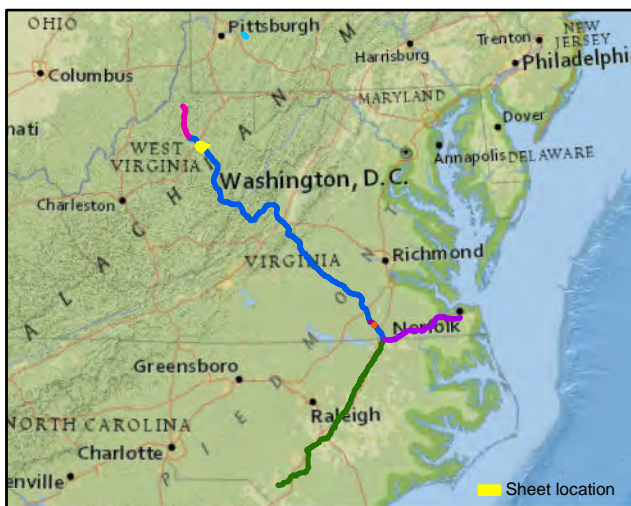 OHIO
Pittsburgh
NEW
JERSEY
Trenton
Harrisburg
Philadelphia
Columbus
MARYLAND
Dover
nati
WEST
VIRGINIA
Annapolis
DELAWARE
Washington, D.C.
Charleston
A L A C H I A N M
Richmond
VIRGINIA
Norfolk
Greensboro
P I E D M O N T
Raleigh
NORTH CAROLINA
Charlotte
enville
Sheet location